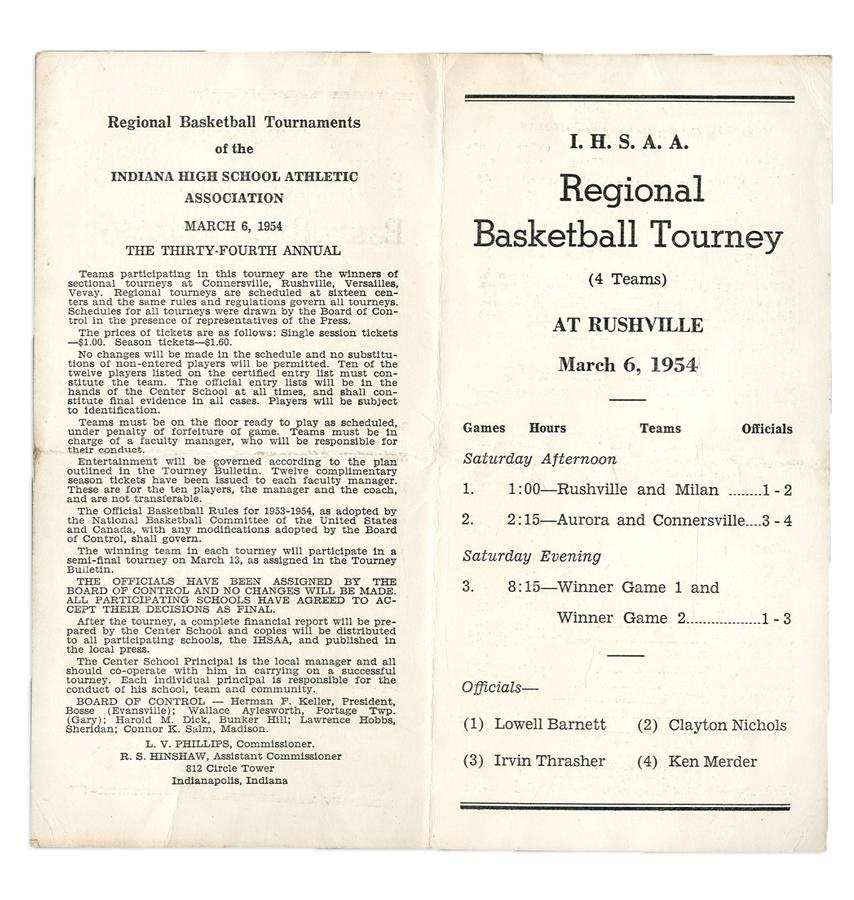 Regional Basketball Tournaments
of the
INDIANA HIGH SCHOOL ATHLETIC
ASSOCIATION
MARCH 6, 1954
THE THIRTY-FOURTH ANNUAL
Teams participating in this tourney are the winners of
sectional tourneys at Connersville, Rushville, Versailles,
Vevay. Regional tourneys are scheduled at sixteen cen-
ters and the same rules and regulations govern all tourneys.
Schedules for all tourneys were drawn by the Board of Con-
trol in the presence of representatives of the Press.
The prices of tickets are as follows: Single session tickets
—$1.00. Season tickets—$1.60.
No changes will be made in the schedule and no substitu-
tions of non-entered players will be permitted. Ten of the
twelve players listed on the certified entry list must con-
stitute the team. The official entry lists will be in the
hands of the Center School at all times, and shall con-
stitute final evidence in all cases. Players will be subject
to identification.
Teams must be on the floor ready to play as scheduled,
under penalty of forfeiture of game. Teams must be in
charge of a faculty manager, who will be responsible for
their conduct.
Entertainment will be governed according to the plan
outlined in the Tourney Bulletin. Twelve complimentary
season tickets have been issued to each faculty manager.
These are for the ten players, the manager and the coach,
and are not transferable.
The Official Basketball Rules for 1953-1954, as adopted by
the National Basketball Committee of the United States
and Canada, with any modifications adopted by the Board
of Control, shall govern.
The winning team in each tourney will participate in a
semi-final tourney on March 13, as assigned in the Tourney
Bulletin.
THE OFFICIALS HAVE BEEN ASSIGNED BY THE
BOARD OF CONTROL AND NO CHANGES WILL BE MADE.
ALL PARTICIPATING SCHOOLS HAVE AGREED TO AC-
CEPT THEIR DECISIONS AS FINAL.
After the tourney, a complete financial report will be pre-
pared by the Center School and copies will be distributed
to all participating schools, the IHSAA, and published in
the local press.
The Center School Principal is the local manager and all
should co-operate with him in carrying on a successful
tourney. Each individual principal is responsible for the
conduct of his school, team and community.
BOARD OF CONTROL — Herman F. Keller, President,
Bosse (Evansville); Wallace Aylesworth, Portage Twp.
(Gary); Harold M. Dick, Bunker Hill; Lawrence Hobbs,
Sheridan; Connor K. Salm, Madison.
L. V. PHILLIPS, Commissioner.
R. S. HINSHAW, Assistant Commissioner
812 Circle Tower
Indianapolis, Indiana
I. H. S. A. A.
Regional
Basketball Tourney
(4 Teams)
AT RUSHVILLE
March 6, 1954
Games Hours Teams Officials
Saturday Afternoon
1. 1:00—Rushville and Milan ........1 - 2
2. 2:15—Aurora and Connersville....3 - 4
Saturday Evening
3. 8:15—Winner Game 1 and
Winner Game 2..................1 - 3
Officials—
(1) Lowell Barnett (2) Clayton Nichols
(3) Irvin Thrasher (4) Ken Merder